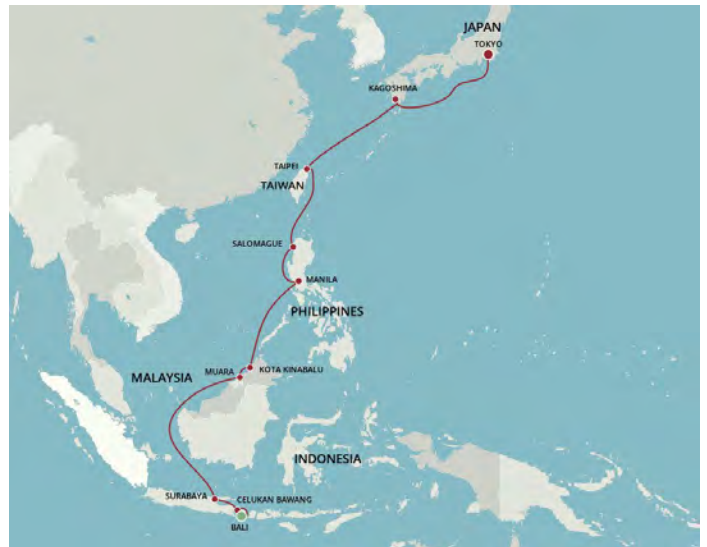 JAPAN
TOKYO
KAGOSHIMA
TAIPEI
TAIWAN
SALOMAGUE
MANILA
PHILIPPINES
MALAYSIA
MUARA
KOTA KINABALU
INDONESIA
SURABAYA
CELUKAN BAWANG
BALI